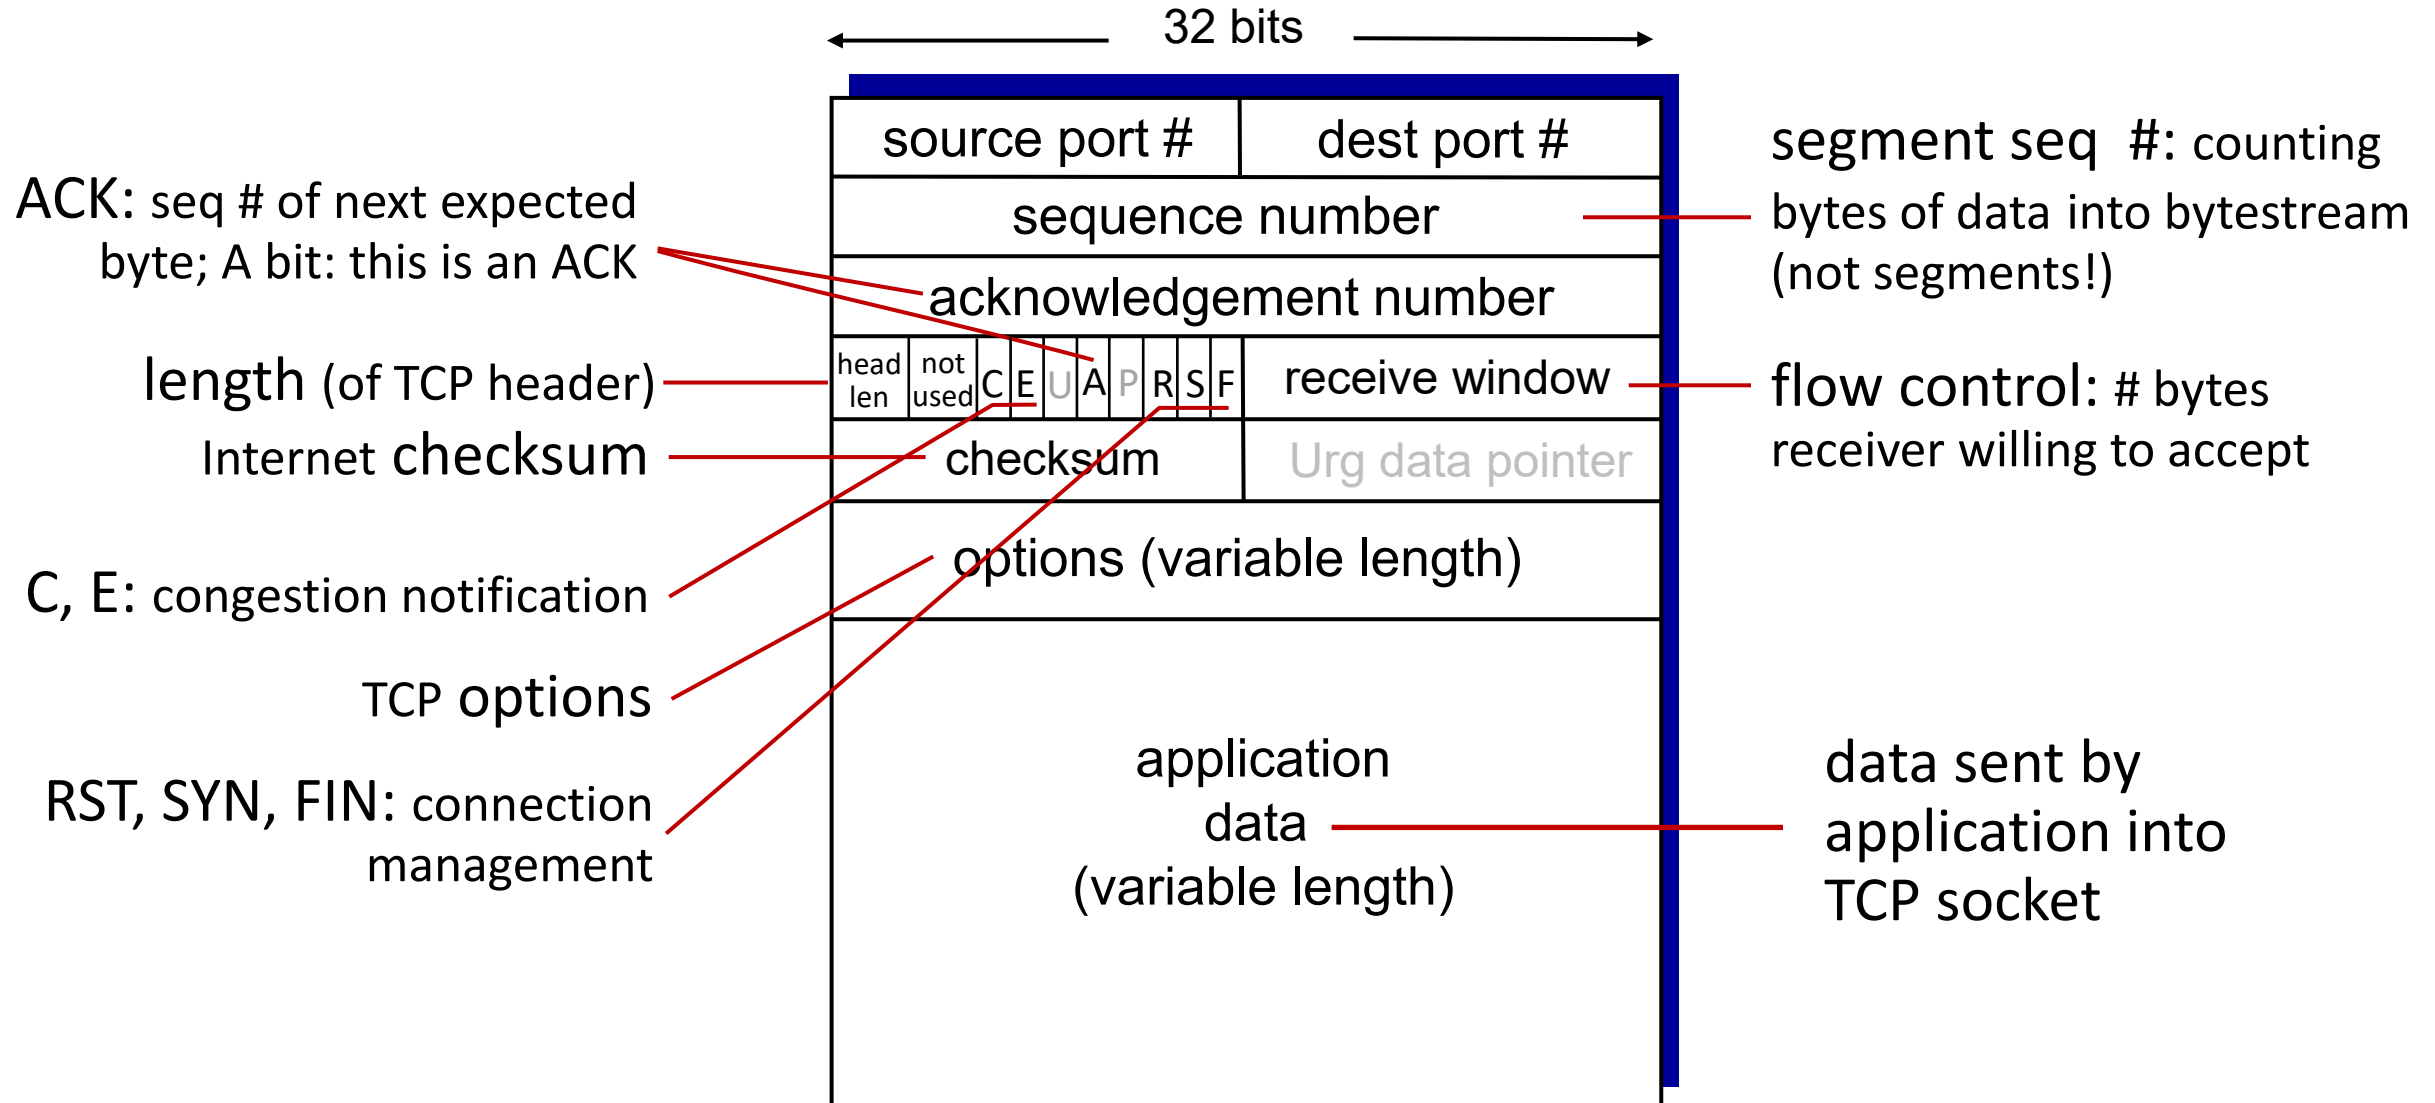 32 bits
source port # dest port #
sequence number
acknowledgement number
head len not used C E U A P R S F receive window
checksum Urg data pointer
options (variable length)
application
data
(variable length)
ACK: seq # of next expected
byte; A bit: this is an ACK
length (of TCP header)
Internet checksum
C, E: congestion notification
TCP options
RST, SYN, FIN: connection
management
segment seq #: counting
bytes of data into bytestream
(not segments!)
flow control: # bytes
receiver willing to accept
data sent by
application into
TCP socket